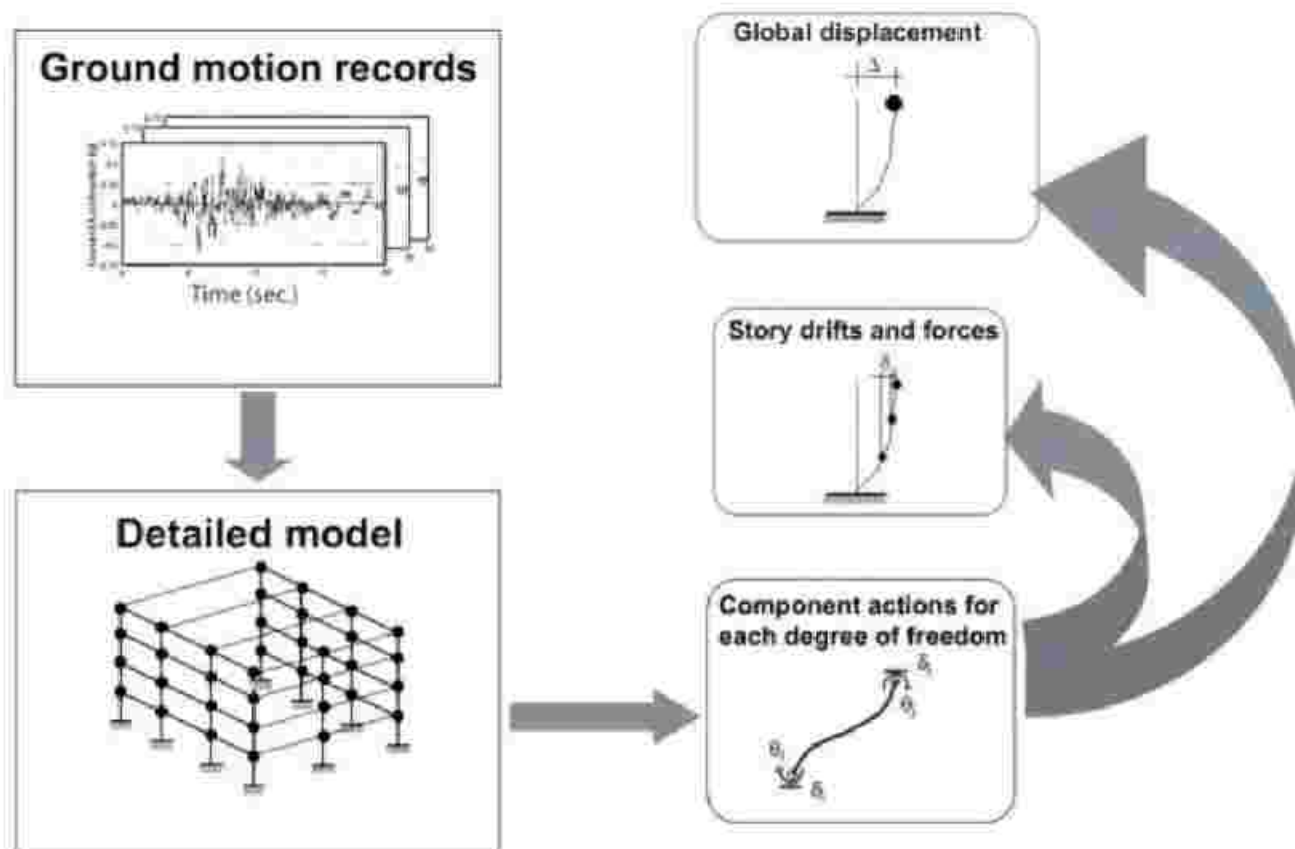 Ground motion records
Time (sec.)
Detailed model
Global displacement
Δ
Story drifts and forces
Component actions for
each degree of freedom
δⱼ
θⱼ
θᵢ
δᵢ